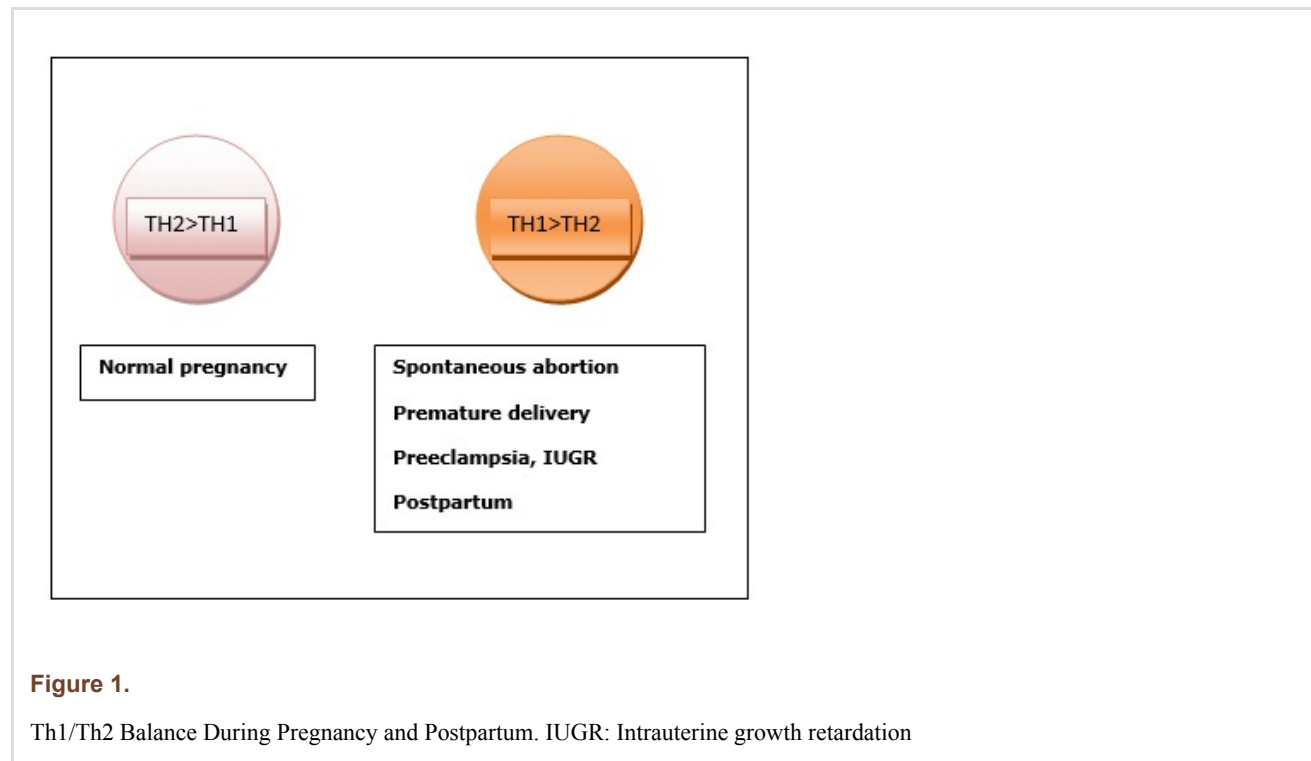 TH2>TH1
TH1>TH2
Normal pregnancy
Spontaneous abortion
Premature delivery
Preeclampsia, IUGR
Postpartum
Figure 1.
Th1/Th2 Balance During Pregnancy and Postpartum. IUGR: Intrauterine growth retardation